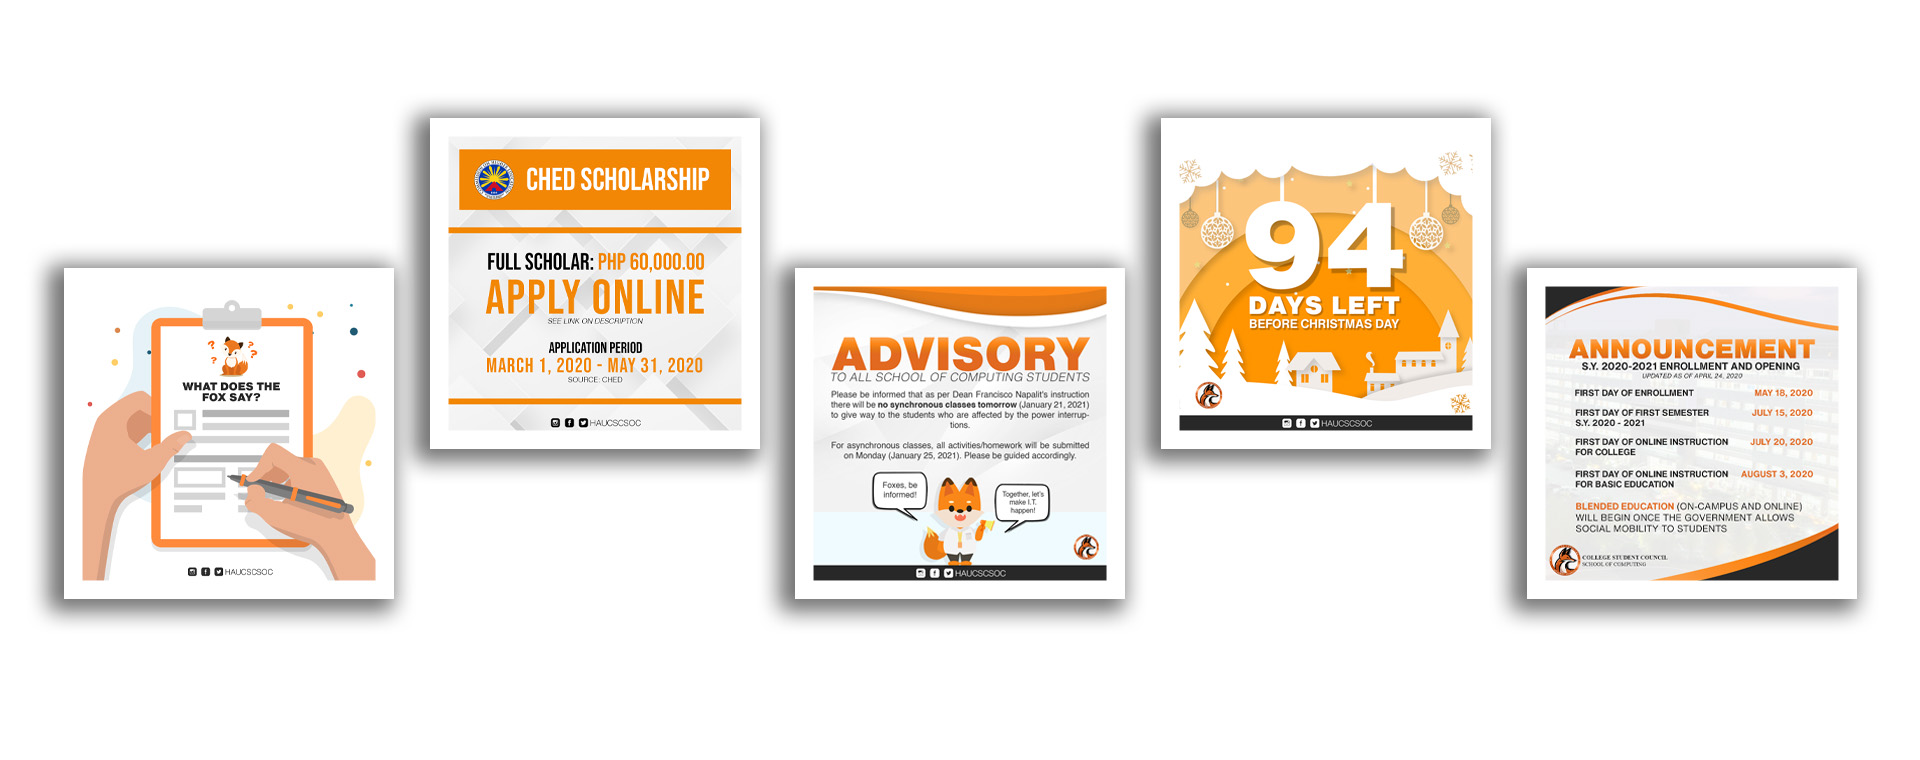 WHAT DOES THE
FOX SAY?
HAUCSCSOC
CHED SCHOLARSHIP
FULL SCHOLAR: PHP 60,000.00
APPLY ONLINE
SEE LINK ON DESCRIPTION
APPLICATION PERIOD
MARCH 1, 2020 - MAY 31, 2020
SOURCE: CHED
HAUCSCSOC
ADVISORY
TO ALL SCHOOL OF COMPUTING STUDENTS
Please be informed that as per Dean Francisco Napalit's instruction
there will be no synchronous classes tomorrow (January 21, 2021)
to give way to the students who are affected by the power interrup-
tions.
For asynchronous classes, all activities/homework will be submitted
on Monday (January 25, 2021). Please be guided accordingly.
Foxes, be
informed!
Together, let's
make I.T.
happen!
HAUCSCSOC
94
DAYS LEFT
BEFORE CHRISTMAS DAY
HAUCSCSOC
ANNOUNCEMENT
S.Y. 2020-2021 ENROLLMENT AND OPENING
UPDATED AS OF APRIL 24, 2020
FIRST DAY OF ENROLLMENT MAY 18, 2020
FIRST DAY OF FIRST SEMESTER JULY 15, 2020
S.Y. 2020 - 2021
FIRST DAY OF ONLINE INSTRUCTION JULY 20, 2020
FOR COLLEGE
FIRST DAY OF ONLINE INSTRUCTION AUGUST 3, 2020
FOR BASIC EDUCATION
BLENDED EDUCATION (ON-CAMPUS AND ONLINE)
WILL BEGIN ONCE THE GOVERNMENT ALLOWS
SOCIAL MOBILITY TO STUDENTS
COLLEGE STUDENT COUNCIL
SCHOOL OF COMPUTING